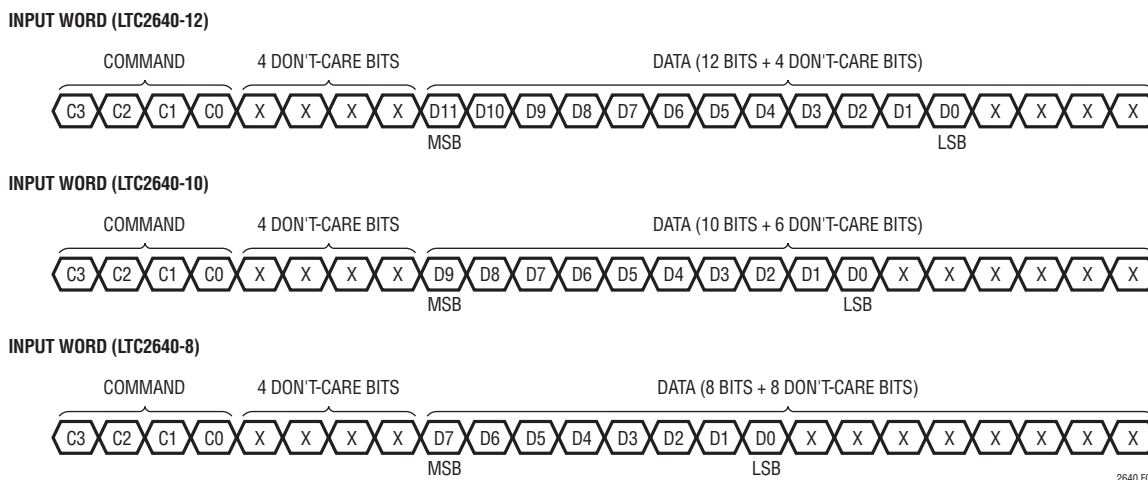 INPUT WORD (LTC2640-12)
COMMAND 4 DON'T-CARE BITS DATA (12 BITS + 4 DON'T-CARE BITS)
C3 C2 C1 C0 X X X X D11 D10 D9 D8 D7 D6 D5 D4 D3 D2 D1 D0 X X X X
MSB LSB
INPUT WORD (LTC2640-10)
COMMAND 4 DON'T-CARE BITS DATA (10 BITS + 6 DON'T-CARE BITS)
C3 C2 C1 C0 X X X X D9 D8 D7 D6 D5 D4 D3 D2 D1 D0 X X X X X X
MSB LSB
INPUT WORD (LTC2640-8)
COMMAND 4 DON'T-CARE BITS DATA (8 BITS + 8 DON'T-CARE BITS)
C3 C2 C1 C0 X X X X D7 D6 D5 D4 D3 D2 D1 D0 X X X X X X X X
MSB LSB
2640